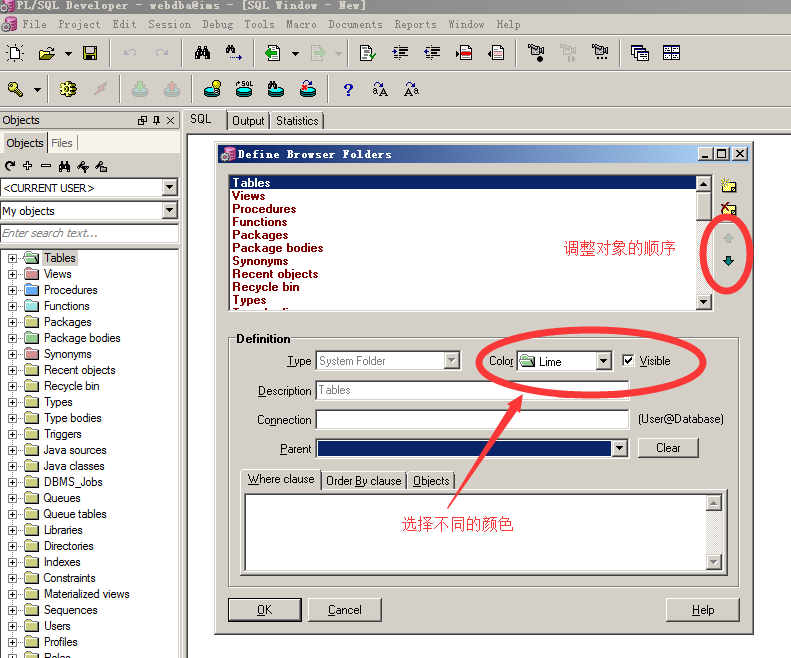 PL/SQL Developer - webdba@ims - [SQL Window - New]
File Project Edit Session Debug Tools Macro Documents Reports Window Help
SQL
Objects
SQL Output Statistics
Objects Files
<CURRENT USER>
My objects
Enter search text...
Tables
Views
Procedures
Functions
Packages
Package bodies
Synonyms
Recent objects
Recycle bin
Types
Type bodies
Triggers
Java sources
Java classes
DBMS_Jobs
Queues
Queue tables
Libraries
Directories
Indexes
Constraints
Materialized views
Sequences
Users
Profiles
Roles
Define Browser Folders
Tables
Views
Procedures
Functions
Packages
Package bodies
Synonyms
Recent objects
Recycle bin
Types
调整对象的顺序
Definition
Type System Folder Color Lime Visible
Description Tables
Connection (User@Database)
Parent Clear
Where clause Order By clause Objects
选择不同的颜色
OK Cancel Help